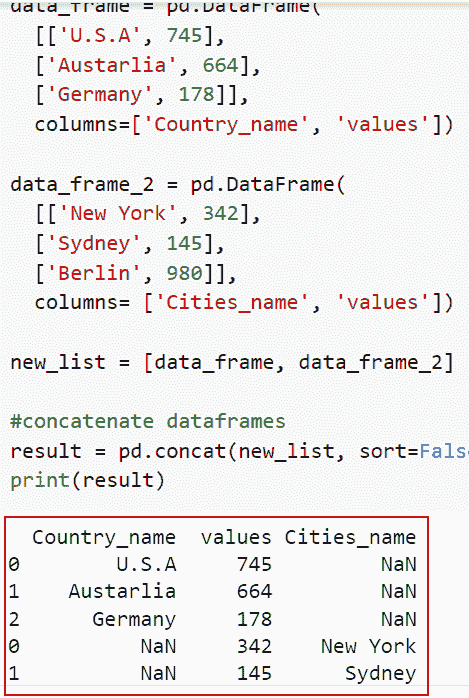 data_frame = pd.DataFrame(
[['U.S.A', 745],
['Austarlia', 664],
['Germany', 178]],
columns=['Country_name', 'values'])
data_frame_2 = pd.DataFrame(
[['New York', 342],
['Sydney', 145],
['Berlin', 980]],
columns= ['Cities_name', 'values'])
new_list = [data_frame, data_frame_2]
#concatenate dataframes
result = pd.concat(new_list, sort=Fals
print(result)
Country_name values Cities_name
0 U.S.A 745 NaN
1 Austarlia 664 NaN
2 Germany 178 NaN
0 NaN 342 New York
1 NaN 145 Sydney